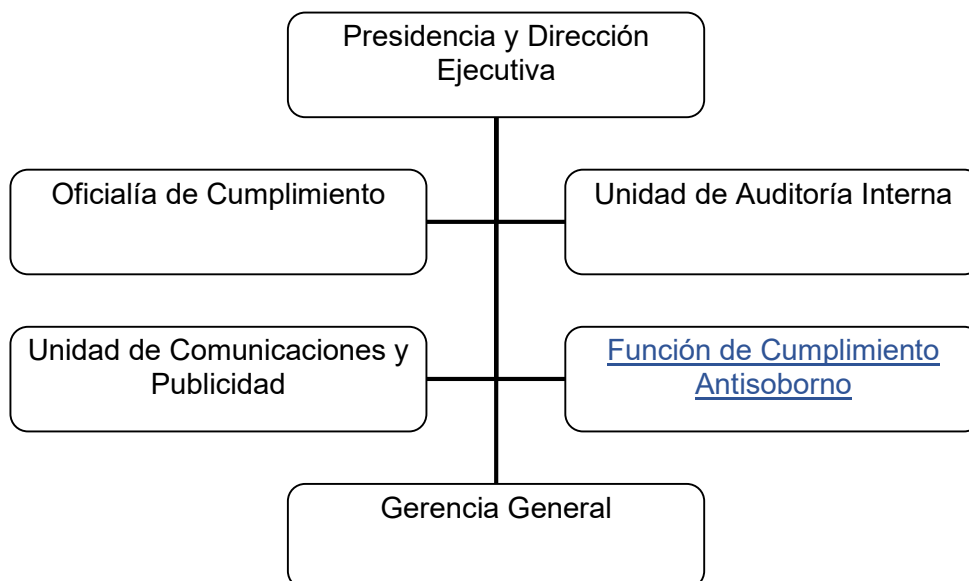 Presidencia y Dirección
Ejecutiva
Oficialía de Cumplimiento
Unidad de Auditoría Interna
Unidad de Comunicaciones y
Publicidad
Función de Cumplimiento
Antisoborno
Gerencia General